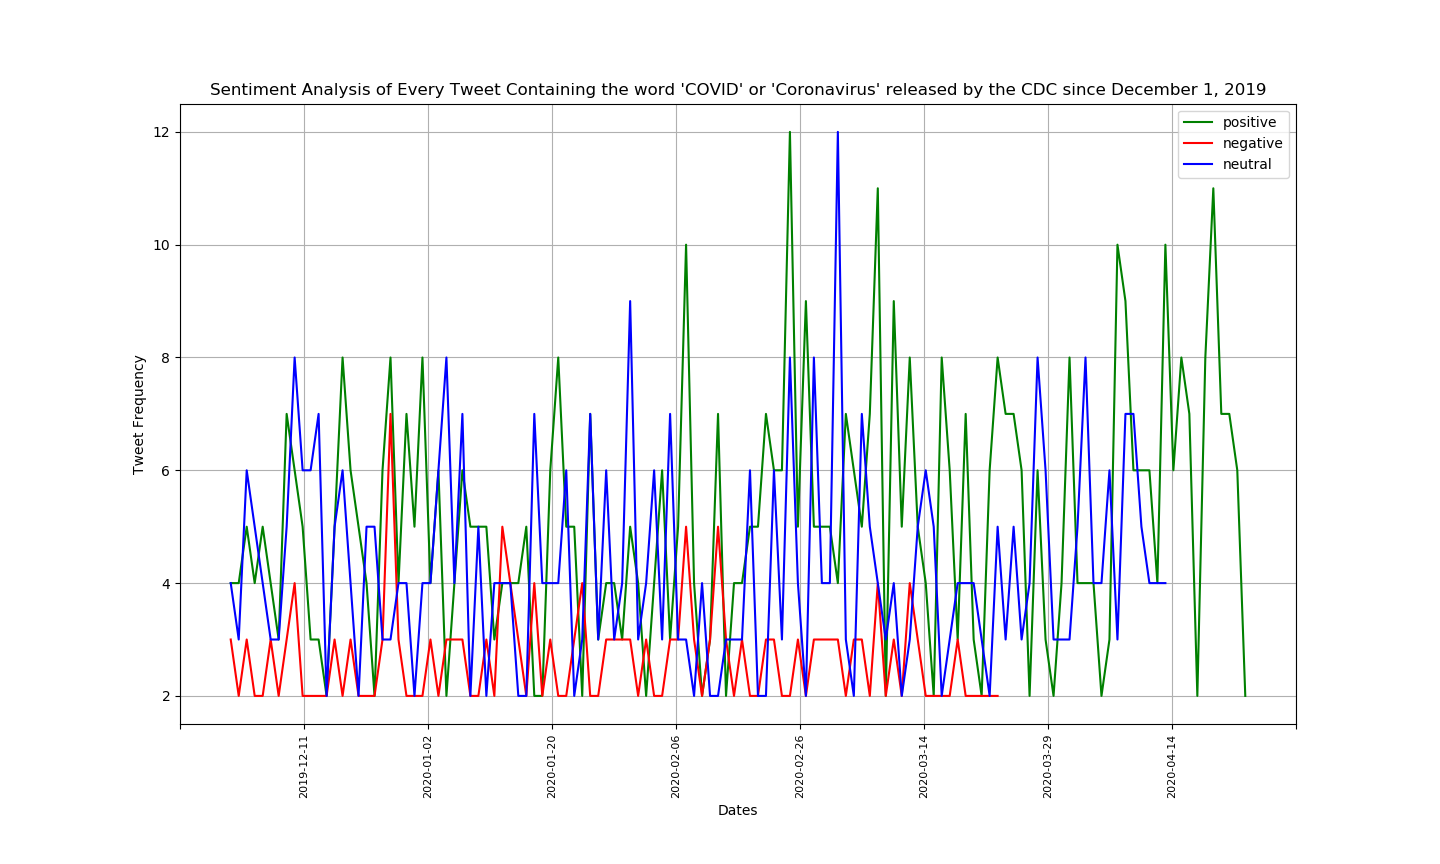 Sentiment Analysis of Every Tweet Containing the word 'COVID' or 'Coronavirus' released by the CDC since December 1, 2019
positive
negative
neutral
Tweet Frequency
12
10
8
6
4
2
2019-12-11
2020-01-02
2020-01-20
2020-02-06
2020-02-26
2020-03-14
2020-03-29
2020-04-14
Dates